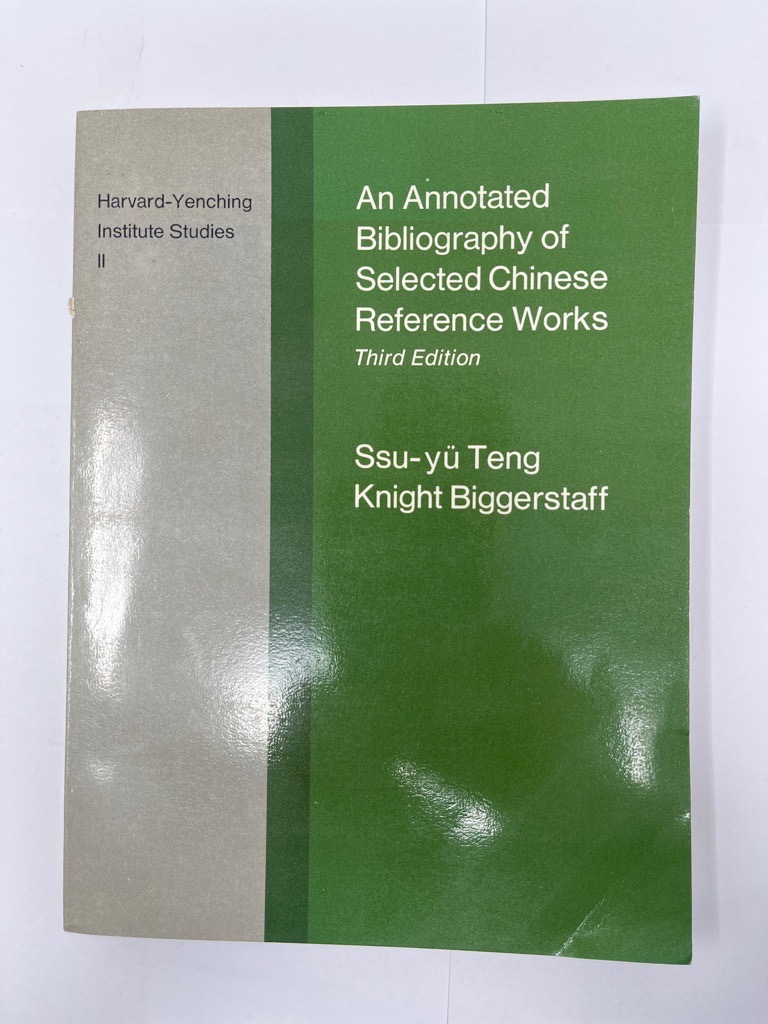 Harvard-Yenching
Institute Studies
II
An Annotated
Bibliography of
Selected Chinese
Reference Works
Third Edition
Ssu-yü Teng
Knight Biggerstaff